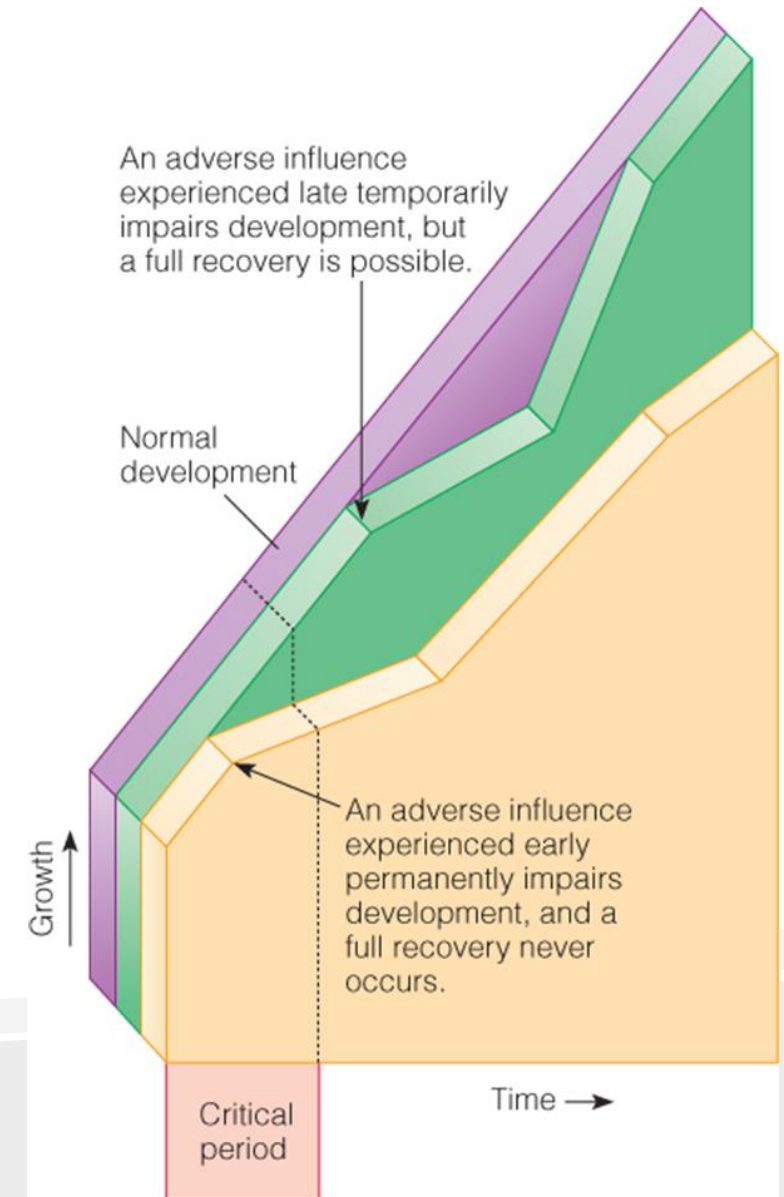 An adverse influence
experienced late temporarily
impairs development, but
a full recovery is possible.
Normal
development
An adverse influence
experienced early
permanently impairs
development, and a
full recovery never
occurs.
Growth
Time
Critical
period